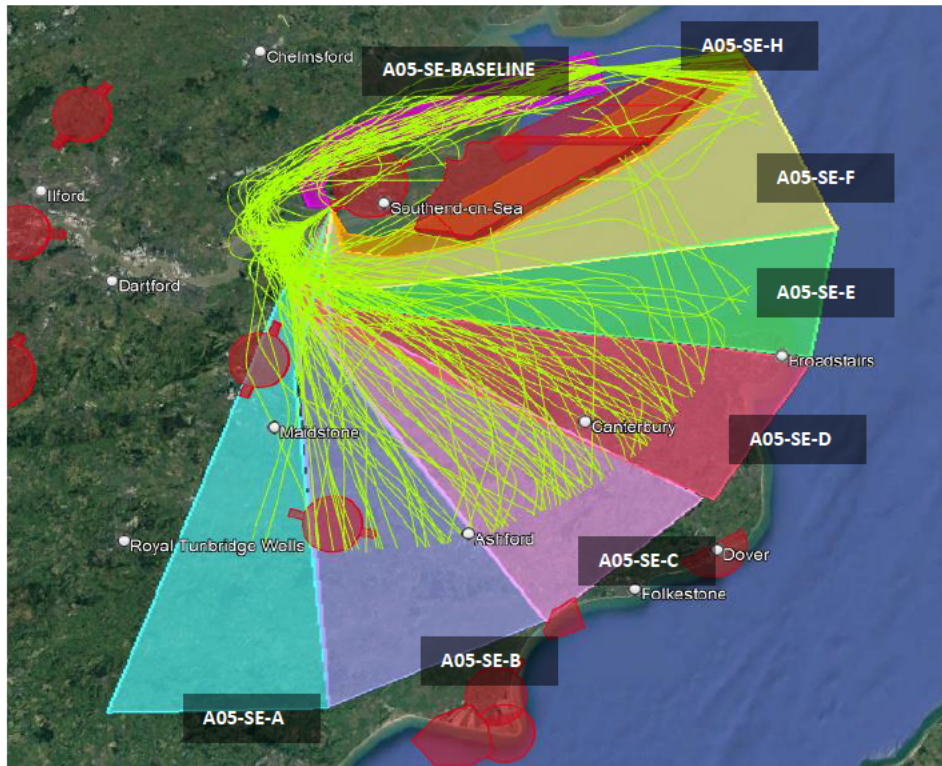 A05-SE-H
Chelmsford
A05-SE-BASELINE
A05-SE-F
Ilford
Southend-on-Sea
Dartford
A05-SE-E
Broadstairs
Maidstone
Canterbury
A05-SE-D
Royal Tunbridge Wells
Ashford
A05-SE-C
Dover
Folkestone
A05-SE-B
A05-SE-A